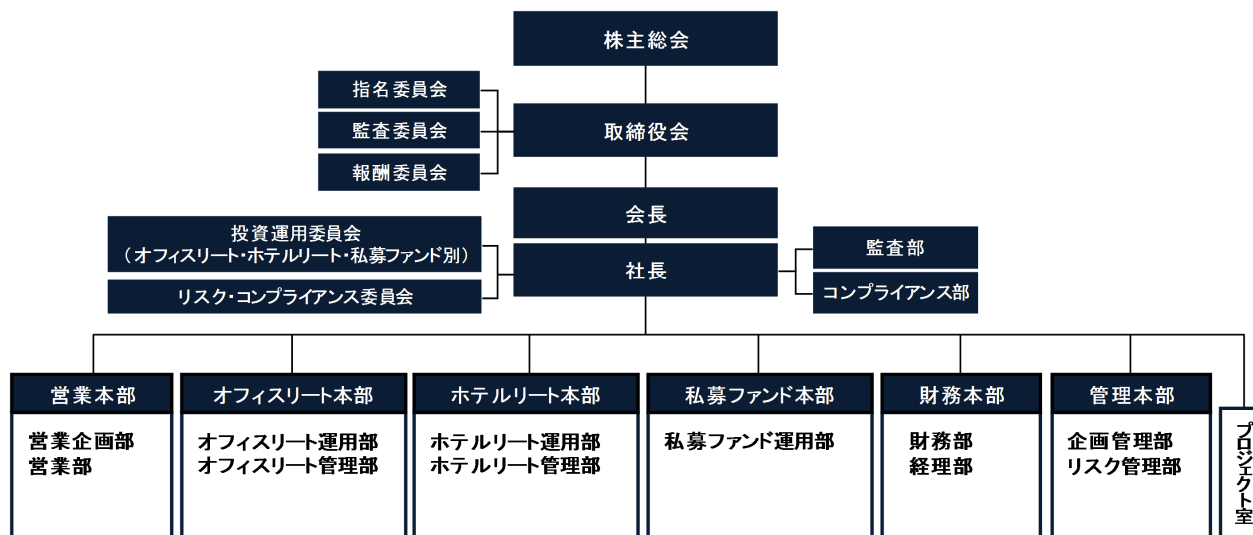 株主総会
指名委員会
監査委員会
報酬委員会
取締役会
会長
投資運用委員会
（オフィスリート・ホテルリート・私募ファンド別）
リスク・コンプライアンス委員会
社長
監査部
コンプライアンス部
営業本部
営業企画部
営業部
オフィスリート本部
オフィスリート運用部
オフィスリート管理部
ホテルリート本部
ホテルリート運用部
ホテルリート管理部
私募ファンド本部
私募ファンド運用部
財務本部
財務部
経理部
管理本部
企画管理部
リスク管理部
プロジェクト室